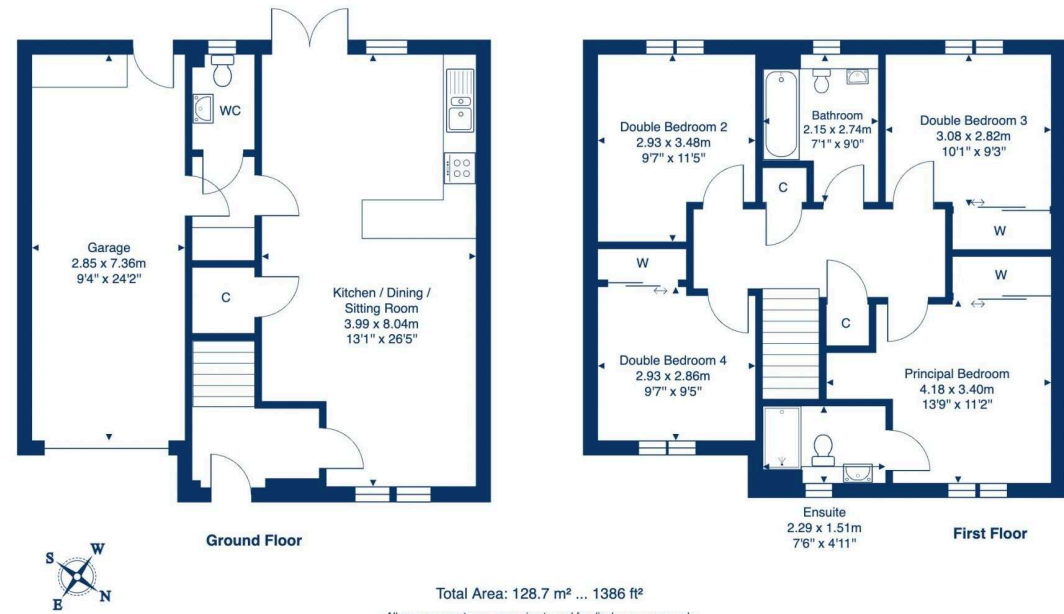 WC
Garage
2.85 x 7.36m
9'4" x 24'2"
C
Kitchen / Dining /
Sitting Room
3.99 x 8.04m
13'1" x 26'5"
Ground Floor
Double Bedroom 2
2.93 x 3.48m
9'7" x 11'5"
Bathroom
2.15 x 2.74m
7'1" x 9'0"
Double Bedroom 3
3.08 x 2.82m
10'1" x 9'3"
C
W
W
W
C
Double Bedroom 4
2.93 x 2.86m
9'7" x 9'5"
Principal Bedroom
4.18 x 3.40m
13'9" x 11'2"
Ensuite
2.29 x 1.51m
7'6" x 4'11"
First Floor
S
W
E
N
Total Area: 128.7 m² ... 1386 ft²